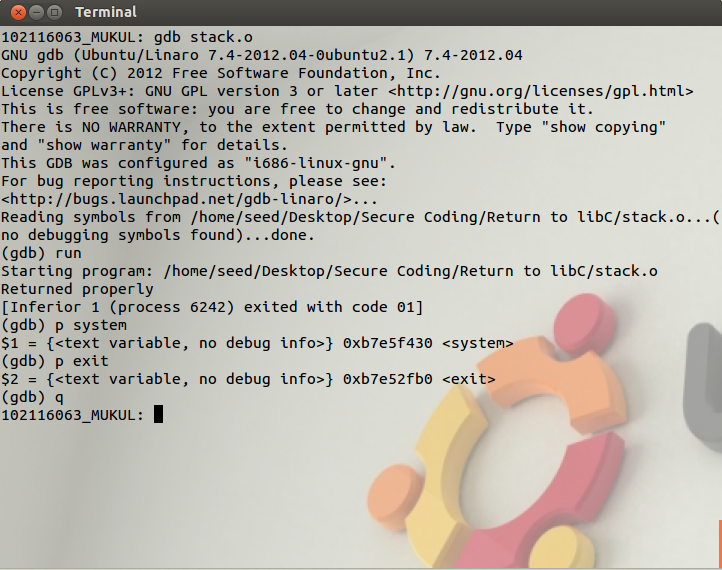 Terminal
102116063_MUKUL: gdb stack.o
GNU gdb (Ubuntu/Linaro 7.4-2012.04-0ubuntu2.1) 7.4-2012.04
Copyright (C) 2012 Free Software Foundation, Inc.
License GPLv3+: GNU GPL version 3 or later <http://gnu.org/licenses/gpl.html>
This is free software: you are free to change and redistribute it.
There is NO WARRANTY, to the extent permitted by law.  Type "show copying"
and "show warranty" for details.
This GDB was configured as "i686-linux-gnu".
For bug reporting instructions, please see:
<http://bugs.launchpad.net/gdb-linaro/>...
Reading symbols from /home/seed/Desktop/Secure Coding/Return to libC/stack.o...(
no debugging symbols found)...done.
(gdb) run
Starting program: /home/seed/Desktop/Secure Coding/Return to libC/stack.o
Returned properly
[Inferior 1 (process 6242) exited with code 01]
(gdb) p system
$1 = {<text variable, no debug info>} 0xb7e5f430 <system>
(gdb) p exit
$2 = {<text variable, no debug info>} 0xb7e52fb0 <exit>
(gdb) q
102116063_MUKUL: